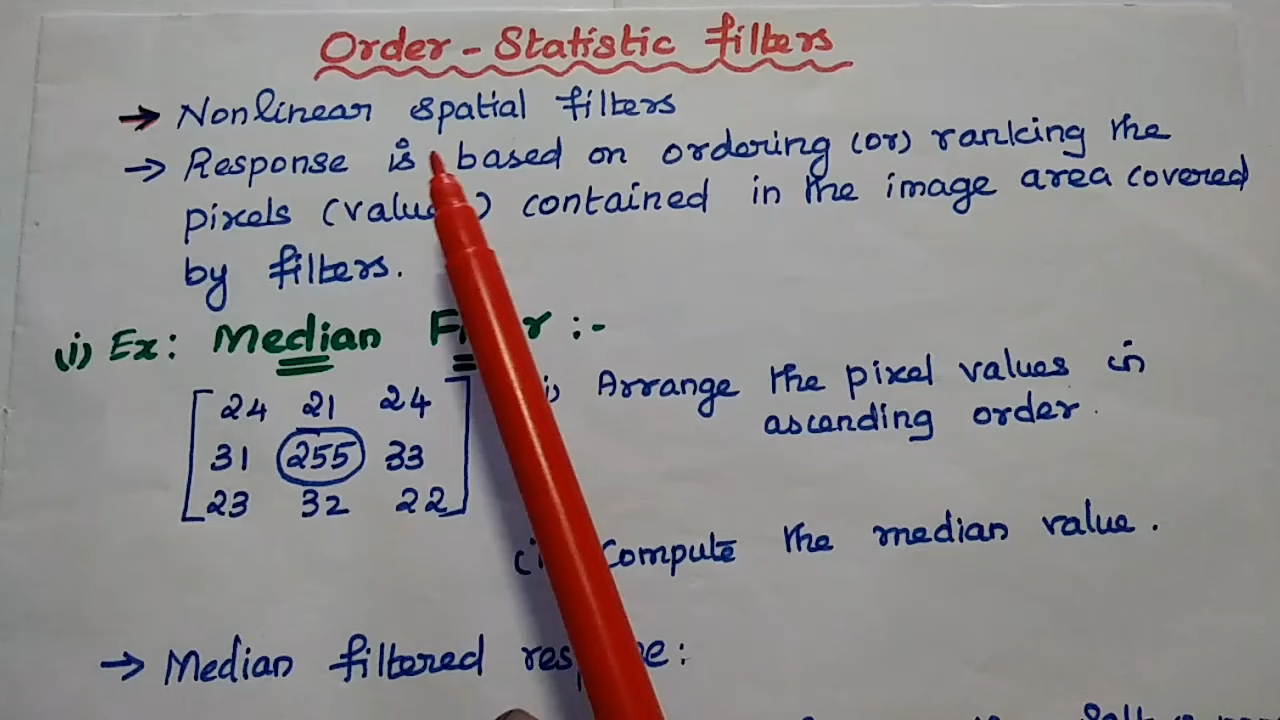 Order - Statistic Filters
→ Nonlinear spatial filters
→ Response is based on ordering (or) ranking the
pixels ( ) contained in the image area covered
by filters.
(i) Ex: Median :-
24 21 24
31 255 33
23 32 22
i) Arrange the pixel values in
ascending order.
Compute the median value.
→ Median filtered :